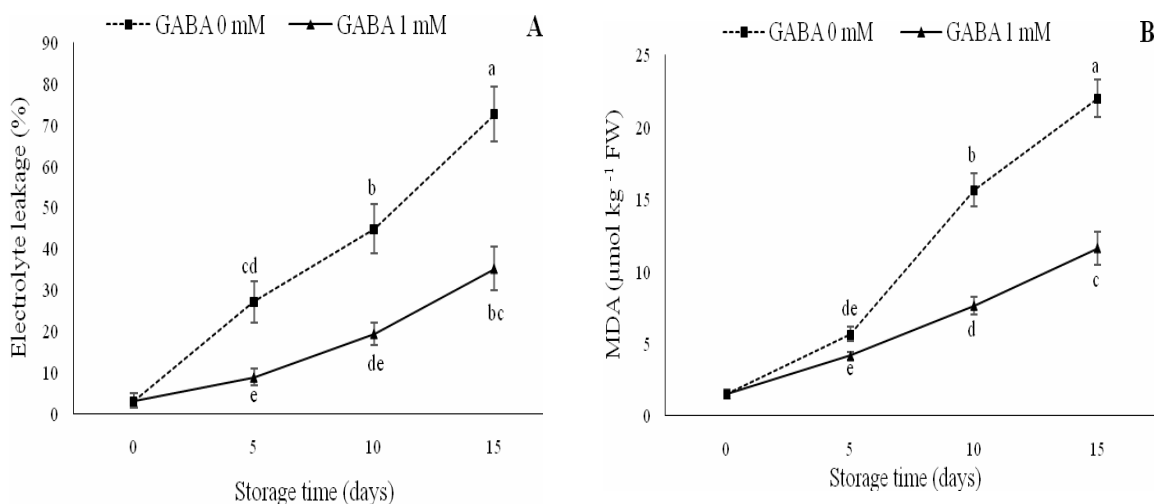 GABA 0 mM GABA 1 mM
A
90
80
70
60
50
40
30
20
10
0
Electrolyte leakage (%)
a
b
cd
bc
de
e
0 5 10 15
Storage time (days)
GABA 0 mM GABA 1 mM
B
25
20
15
10
5
0
MDA (µmol kg -1 FW)
a
b
c
de
d
e
0 5 10 15
Storage time (days)